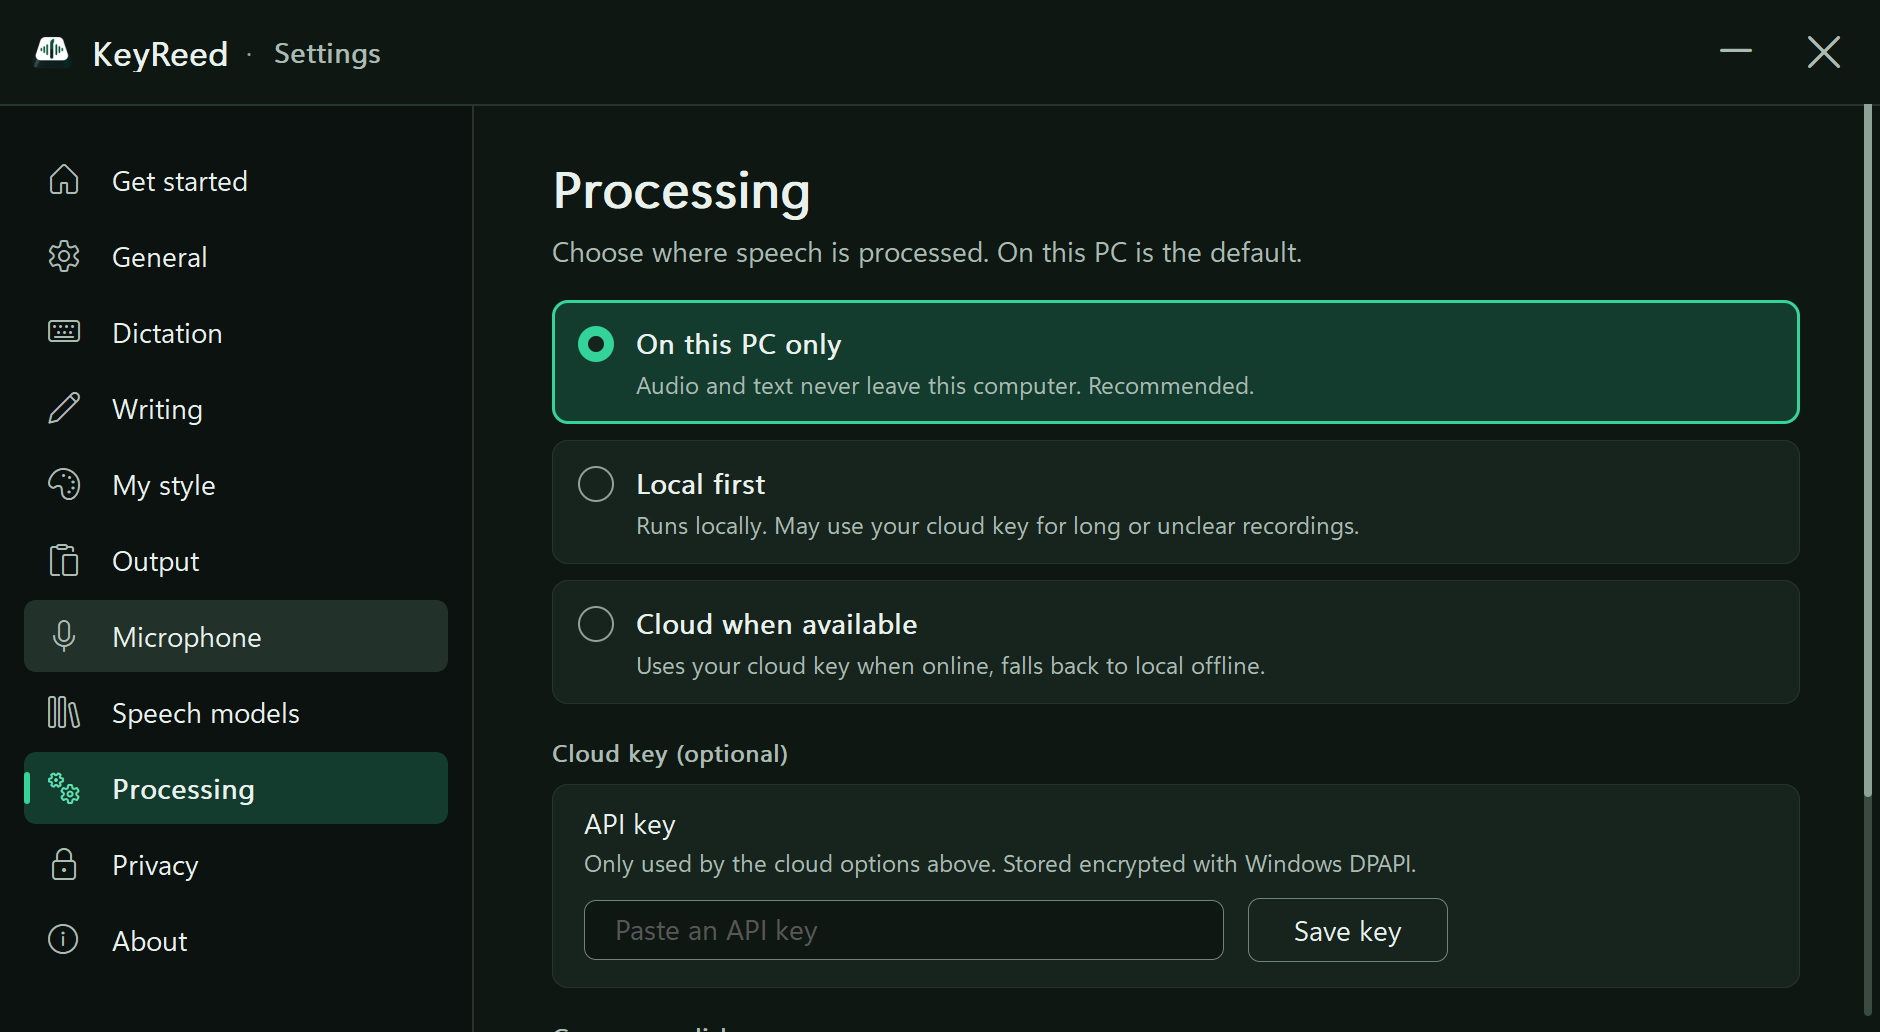 KeyReed · Settings
Get started
General
Dictation
Writing
My style
Output
Microphone
Speech models
Processing
Privacy
About
Processing
Choose where speech is processed. On this PC is the default.
On this PC only
Audio and text never leave this computer. Recommended.
Local first
Runs locally. May use your cloud key for long or unclear recordings.
Cloud when available
Uses your cloud key when online, falls back to local offline.
Cloud key (optional)
API key
Only used by the cloud options above. Stored encrypted with Windows DPAPI.
Paste an API key
Save key